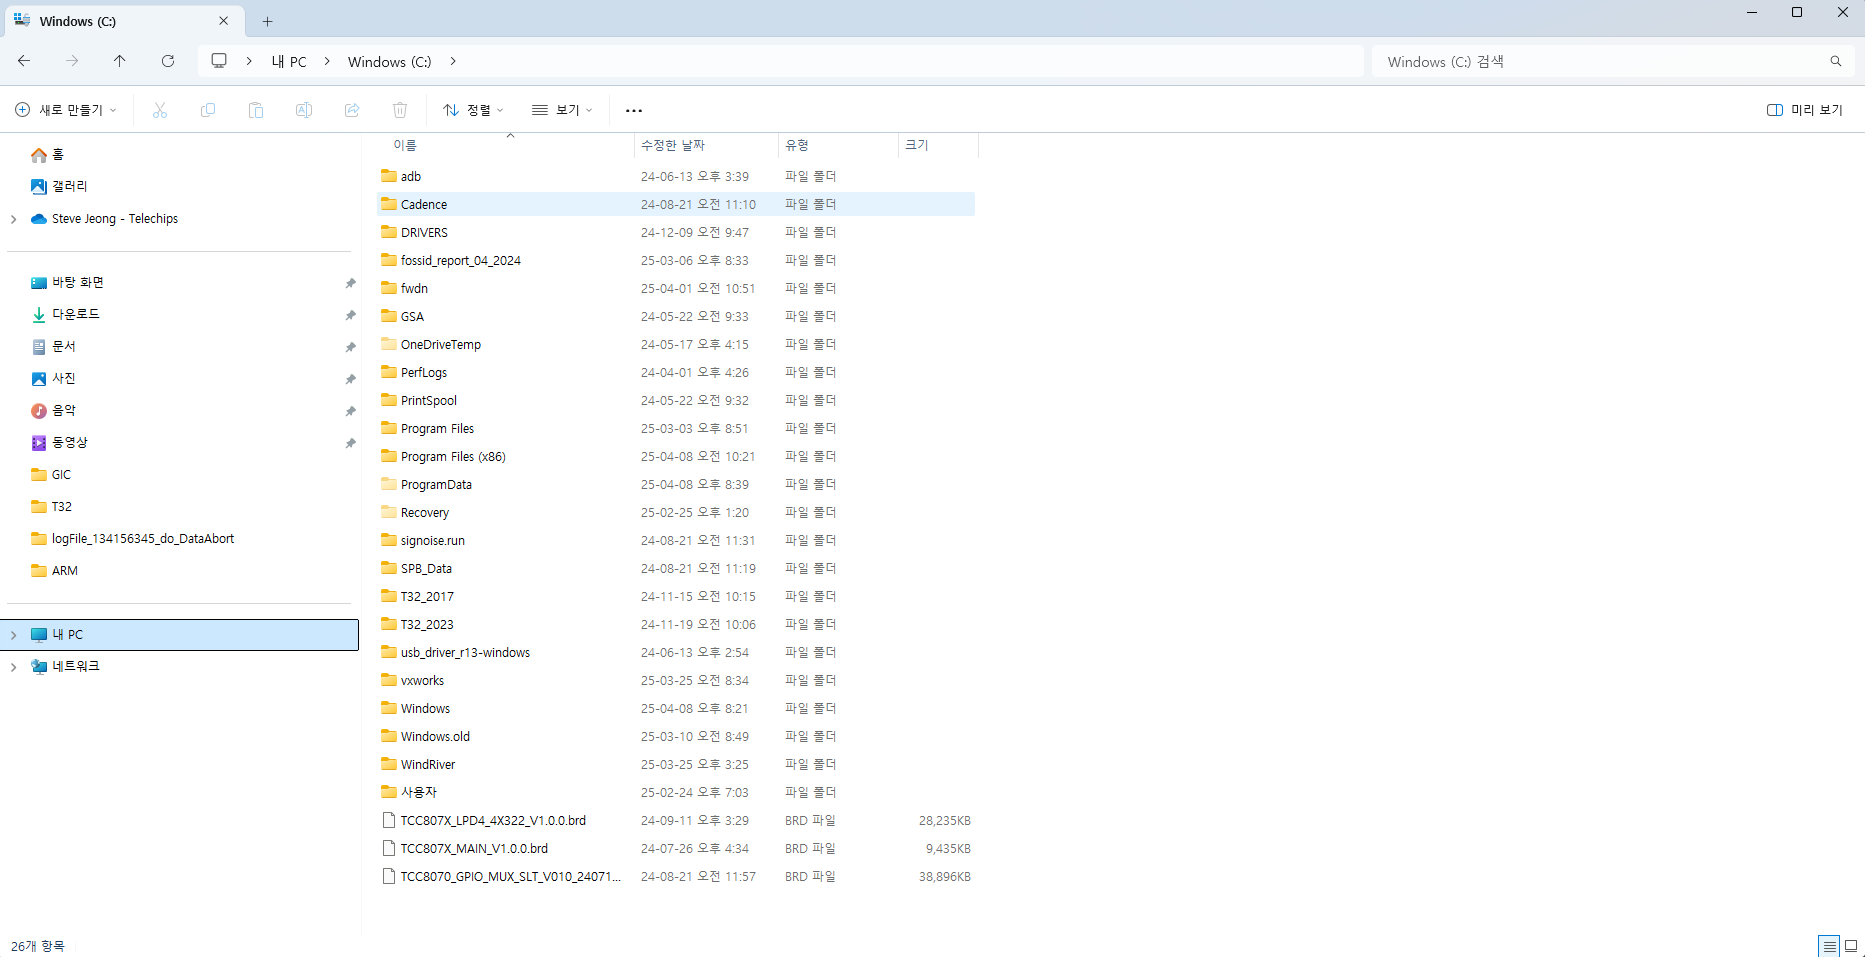 Windows (C:)
내 PC > Windows (C:) >
Windows (C:) 검색
새로 만들기
정렬
보기
미리 보기
이름 수정한 날짜 유형 크기
홈
갤러리
Steve Jeong - Telechips
바탕 화면
다운로드
문서
사진
음악
동영상
GIC
T32
logFile_134156345_do_DataAbort
ARM
내 PC
네트워크
adb 24-06-13 오후 3:39 파일 폴더
Cadence 24-08-21 오전 11:10 파일 폴더
DRIVERS 24-12-09 오전 9:47 파일 폴더
fossid_report_04_2024 25-03-06 오후 8:33 파일 폴더
fwdn 25-04-01 오전 10:51 파일 폴더
GSA 24-05-22 오후 9:33 파일 폴더
OneDriveTemp 24-05-17 오후 4:15 파일 폴더
PerfLogs 24-04-01 오후 4:26 파일 폴더
PrintSpool 24-05-22 오후 9:32 파일 폴더
Program Files 25-03-03 오후 8:51 파일 폴더
Program Files (x86) 25-04-08 오전 10:21 파일 폴더
ProgramData 25-04-08 오후 8:39 파일 폴더
Recovery 25-02-25 오후 1:20 파일 폴더
signoise.run 24-08-21 오전 11:31 파일 폴더
SPB_Data 24-08-21 오전 11:19 파일 폴더
T32_2017 24-11-15 오전 10:15 파일 폴더
T32_2023 24-11-19 오전 10:06 파일 폴더
usb_driver_r13-windows 24-06-13 오후 2:54 파일 폴더
vxworks 25-03-25 오전 8:34 파일 폴더
Windows 25-04-08 오후 8:21 파일 폴더
Windows.old 25-03-10 오전 8:49 파일 폴더
WindRiver 25-03-25 오후 3:25 파일 폴더
사용자 25-02-24 오후 7:03 파일 폴더
TCC807X_LPD4_4X322_V1.0.0.brd 24-09-11 오후 3:29 BRD 파일 28,235KB
TCC807X_MAIN_V1.0.0.brd 24-07-26 오후 4:34 BRD 파일 9,435KB
TCC8070_GPIO_MUX_SLT_V010_24071... 24-08-21 오전 11:57 BRD 파일 38,896KB
26개 항목